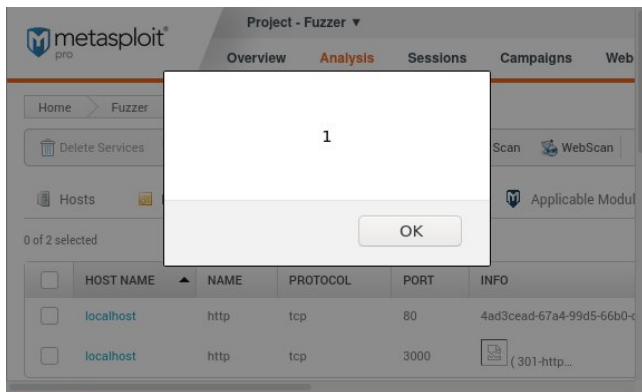 Project - Fuzzer ▼
metasploit®
pro
Overview Analysis Sessions Campaigns Web
Home Fuzzer
1
Delete Services Scan WebScan
Hosts Applicable Modul
OK
0 of 2 selected
HOST NAME ▲ NAME PROTOCOL PORT INFO
localhost http tcp 80 4ad3cead-67a4-99d5-66b0-c
localhost http tcp 3000 (301-http...